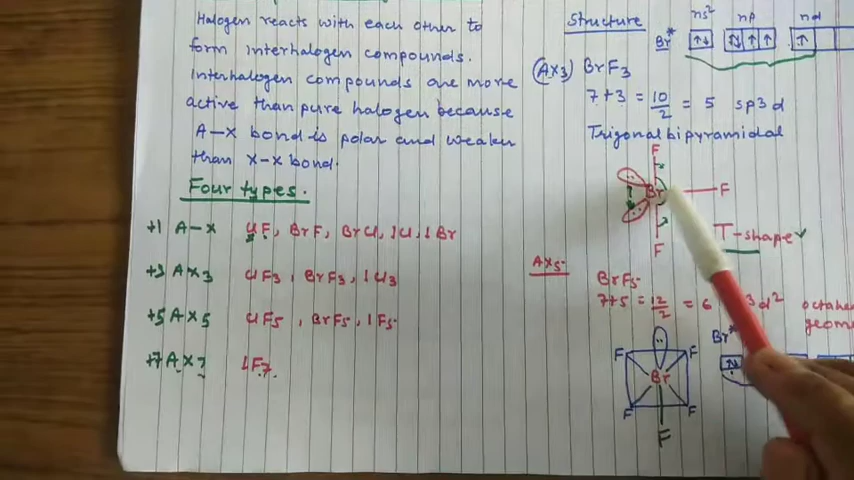 Halogen reacts with each other to
form interhalogen compounds.
Interhalogen compounds are more
active than pure halogen because
A-X bond is polar and weaker
than X-X bond.
Four types.
+1 A-X ClF, BrF, BrCl, ICl, IBr
+3 AX3 ClF3, BrF3, ICl3
+5 AX5 ClF5, BrF5, IF5
+7 AX7 IF7.
Structure
ns² np nd
Br*
(AX3) BrF3
7+3 = 10/2 = 5 sp3d
Trigonal bipyramidal
F
Br F
F
T-shape
AX5
BrF5
7+5 = 12/2 = 6 3d²
geom
Br*
F F
Br
F F
F